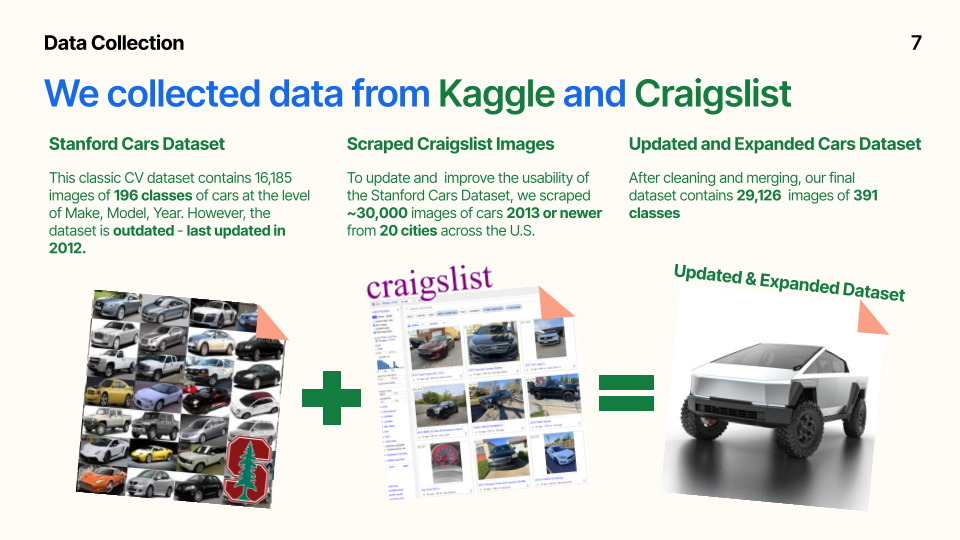 Data Collection
7
We collected data from Kaggle and Craigslist
Stanford Cars Dataset
This classic CV dataset contains 16,185
images of 196 classes of cars at the level
of Make, Model, Year. However, the
dataset is outdated - last updated in
2012.
Scraped Craigslist Images
To update and  improve the usability of
the Stanford Cars Dataset, we scraped
~30,000 images of cars 2013 or newer
from 20 cities across the U.S.
Updated and Expanded Cars Dataset
After cleaning and merging, our final
dataset contains 29,126  images of 391
classes
craigslist
Updated & Expanded Dataset